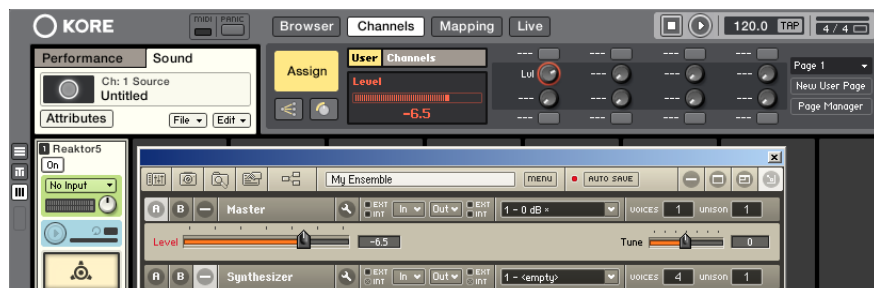 KORE MIDI PANIC Browser Channels Mapping Live 120.0 TAP 4 / 4
Performance Sound
Ch: 1 Source
Untitled
Attributes File Edit
Assign
User Channels
Level
-6.5
--- --- --- ---
Lvl --- --- ---
--- --- --- ---
--- --- --- ---
Page 1
New User Page
Page Manager
1 Reaktor5
On
No Input
My Ensemble MENU AUTO SAVE
A B Master EXT INT In Out EXT INT 1 - 0 dB × VOICES 1 UNISON 1
Level -6.5 Tune 0
A B Synthesizer EXT INT In Out EXT INT 1 - <empty> VOICES 4 UNISON 1